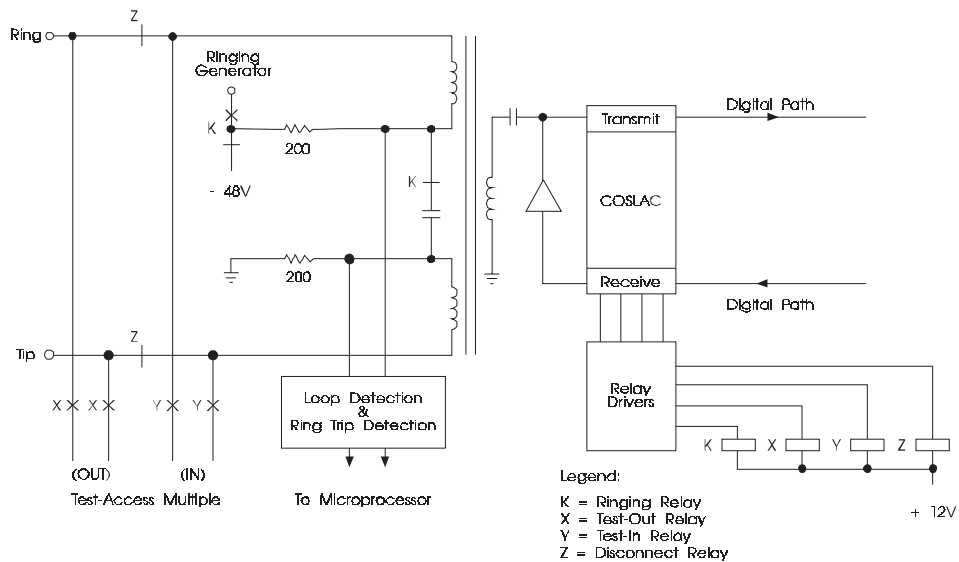 Z
Ring
Ringing
Generator
Digital Path
K
Transmit
200
K
- 48V
COSLAC
200
Receive
Digital Path
Z
Tip
X X Y Y
Loop Detection
&
Ring Trip Detection
Relay
Drivers
K X Y Z
(OUT) (IN)
Test-Access Multiple
To Microprocessor
Legend:
K = Ringing Relay
X = Test-Out Relay
Y = Test-In Relay
Z = Disconnect Relay
+ 12V